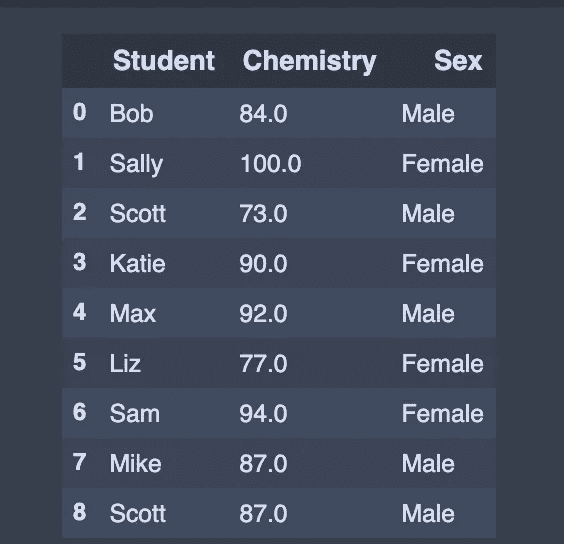 Student Chemistry Sex
0 Bob 84.0 Male
1 Sally 100.0 Female
2 Scott 73.0 Male
3 Katie 90.0 Female
4 Max 92.0 Male
5 Liz 77.0 Female
6 Sam 94.0 Female
7 Mike 87.0 Male
8 Scott 87.0 Male